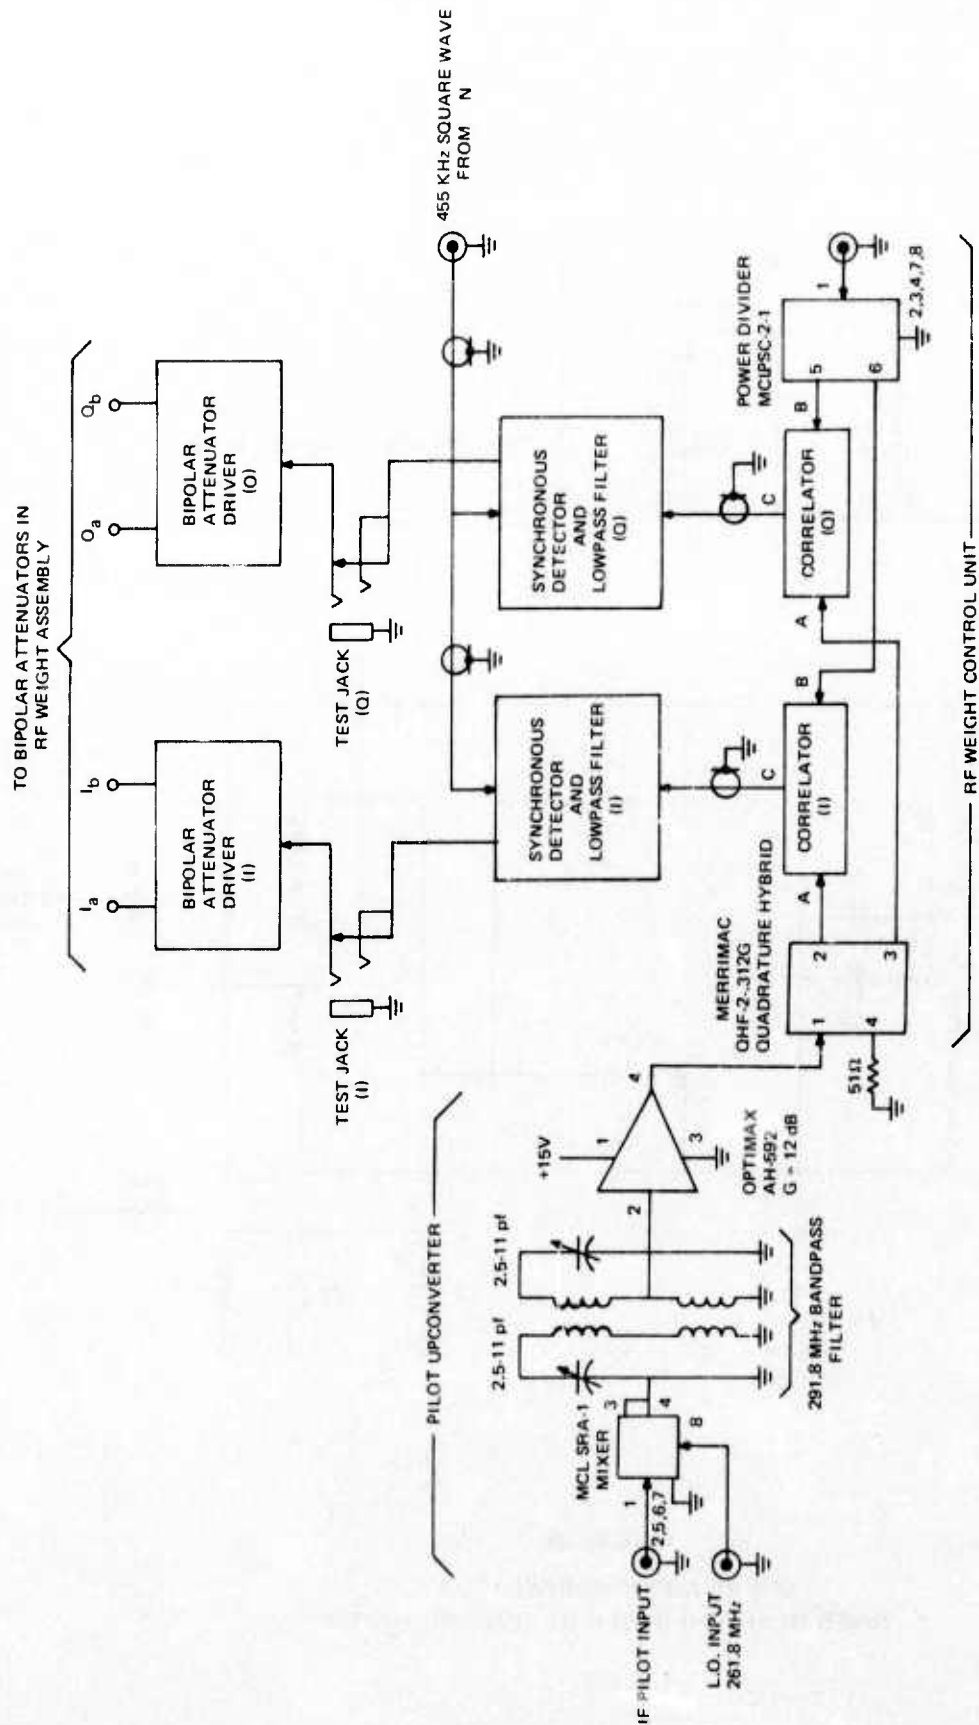 TO BIPOLAR ATTENUATORS IN
RF WEIGHT ASSEMBLY
Ia
Ib
Oa
Qb
BIPOLAR
ATTENUATOR
DRIVER
(I)
BIPOLAR
ATTENUATOR
DRIVER
(Q)
TEST JACK
(I)
TEST JACK
(Q)
455 KHz SQUARE WAVE
FROM N
SYNCHRONOUS
DETECTOR
AND
LOWPASS FILTER
(I)
SYNCHRONOUS
DETECTOR
AND
LOWPASS FILTER
(Q)
C
C
PILOT UPCONVERTER
+15V
1
2
3
4
2.5-11 pf
2.5-11 pf
OPTIMAX
AH-592
G - 12 dB
MCL SRA-1
MIXER
3
4
1
2,5,6,7
8
IF PILOT INPUT
L.O. INPUT
261.8 MHz
291.8 MHz BANDPASS
FILTER
MERRIMAC
QHF-2-.312G
QUADRATURE HYBRID
1
2
3
4
51Ω
A
CORRELATOR
(I)
B
A
CORRELATOR
(Q)
B
POWER DIVIDER
MCLPSC-2-1
5
6
1
2,3,4,7,8
RF WEIGHT CONTROL UNIT